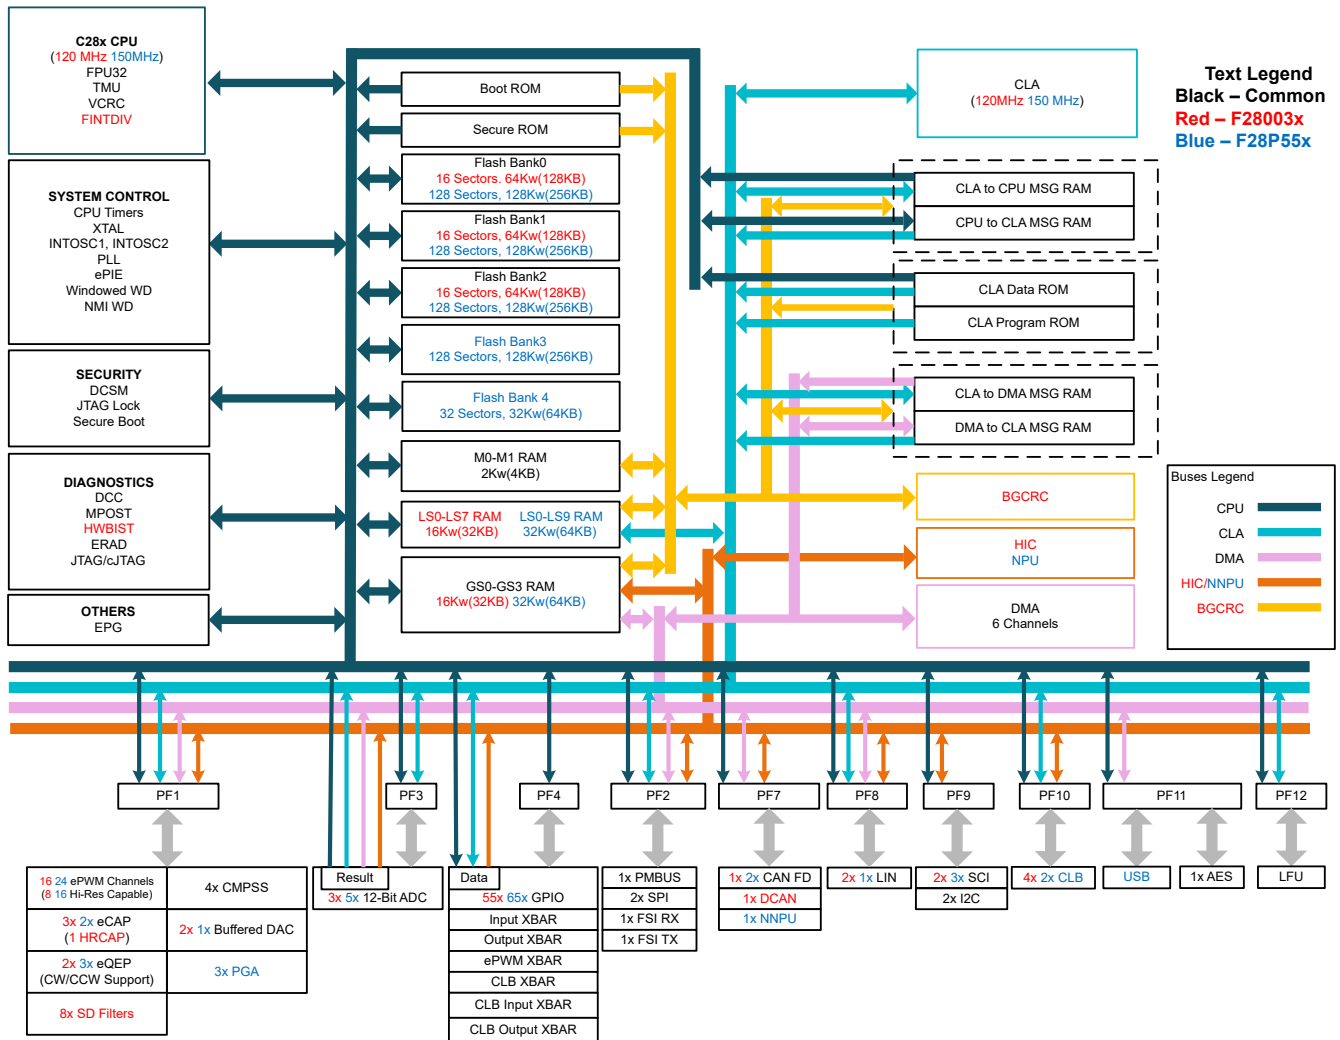 C28x CPU
(120 MHz 150MHz)
FPU32
TMU
VCRC
FINTDIV
SYSTEM CONTROL
CPU Timers
XTAL
INTOSC1, INTOSC2
PLL
ePIE
Windowed WD
NMI WD
SECURITY
DCSM
JTAG Lock
Secure Boot
DIAGNOSTICS
DCC
MPOST
HWBIST
ERAD
JTAG/cJTAG
OTHERS
EPG
Boot ROM
Secure ROM
Flash Bank0
16 Sectors. 64Kw(128KB)
128 Sectors, 128Kw(256KB)
Flash Bank1
16 Sectors, 64Kw(128KB)
128 Sectors, 128Kw(256KB)
Flash Bank2
16 Sectors, 64Kw(128KB)
128 Sectors, 128Kw(256KB)
Flash Bank3
128 Sectors, 128Kw(256KB)
Flash Bank 4
32 Sectors, 32Kw(64KB)
M0-M1 RAM
2Kw(4KB)
LS0-LS7 RAM LS0-LS9 RAM
16Kw(32KB) 32Kw(64KB)
GS0-GS3 RAM
16Kw(32KB) 32Kw(64KB)
CLA
(120MHz 150 MHz)
CLA to CPU MSG RAM
CPU to CLA MSG RAM
CLA Data ROM
CLA Program ROM
CLA to DMA MSG RAM
DMA to CLA MSG RAM
BGCRC
HIC
NPU
DMA
6 Channels
Text Legend
Black – Common
Red – F28003x
Blue – F28P55x
Buses Legend
CPU
CLA
DMA
HIC/NNPU
BGCRC
PF1
PF3
PF4
PF2
PF7
PF8
PF9
PF10
PF11
PF12
16 24 ePWM Channels
(8 16 Hi-Res Capable)
3x 2x eCAP
(1 HRCAP)
2x 3x eQEP
(CW/CCW Support)
8x SD Filters
4x CMPSS
2x 1x Buffered DAC
3x PGA
Result
3x 5x 12-Bit ADC
Data
55x 65x GPIO
Input XBAR
Output XBAR
ePWM XBAR
CLB XBAR
CLB Input XBAR
CLB Output XBAR
1x PMBUS
2x SPI
1x FSI RX
1x FSI TX
1x 2x CAN FD
1x DCAN
1x NNPU
2x 1x LIN
2x 3x SCI
2x I2C
4x 2x CLB
USB
1x AES
LFU